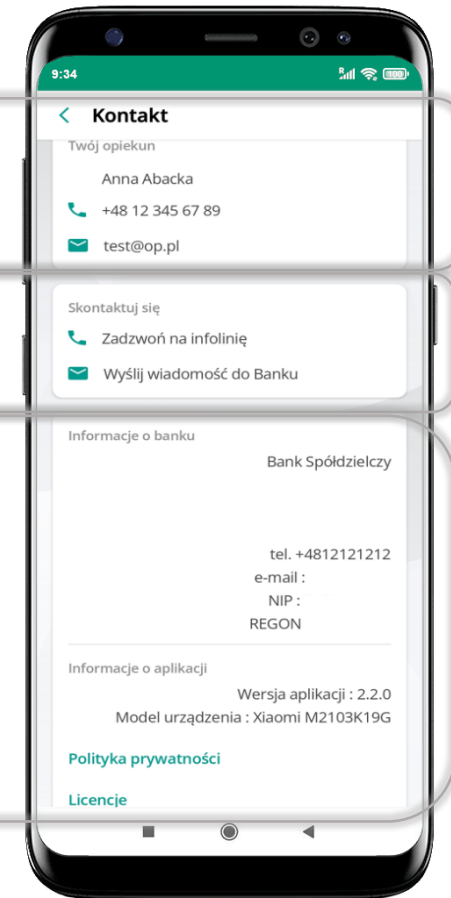 9:34
R
100
Kontakt
Twój opiekun
Anna Abacka
+48 12 345 67 89
test@op.pl
Skontaktuj się
Zadzwoń na infolinię
Wyślij wiadomość do Banku
Informacje o banku
Bank Spółdzielczy
tel. +4812121212
e-mail :
NIP :
REGON
Informacje o aplikacji
Wersja aplikacji : 2.2.0
Model urządzenia : Xiaomi M2103K19G
Polityka prywatności
Licencje